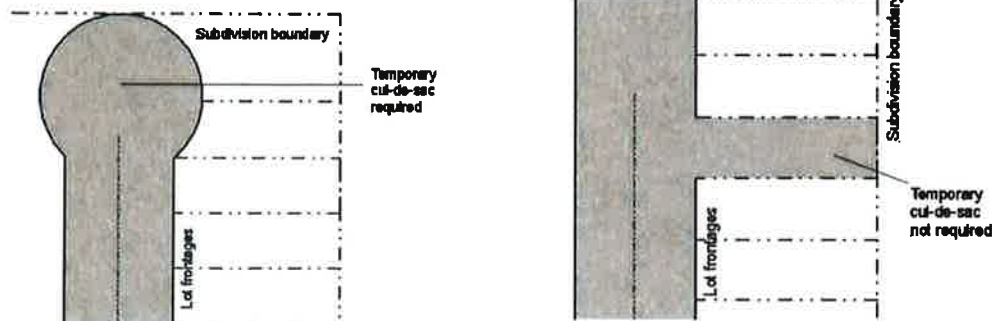 Subdivision boundary
Temporary
cul-de-sac
required
Lot frontages
Subdivision boundary
Temporary
cul-de-sac
not required
Lot frontages